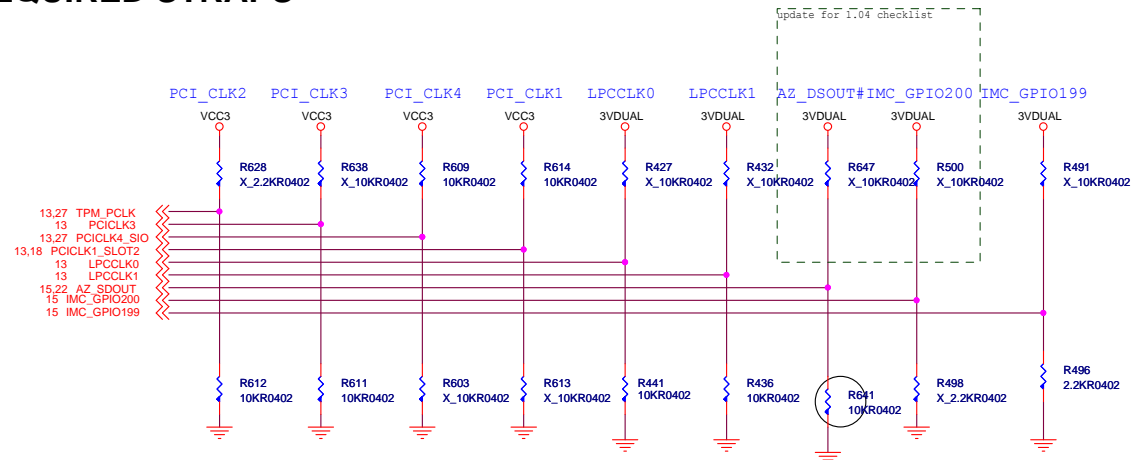 EQUIRED STRAPS
update for 1.04 checklist
PCI_CLK2 PCI_CLK3 PCI_CLK4 PCI_CLK1 LPCCLK0 LPCCLK1 AZ_DSOUT# IMC_GPIO200 IMC_GPIO199
VCC3 VCC3 VCC3 VCC3 3VDUAL 3VDUAL 3VDUAL 3VDUAL 3VDUAL
R628 R638 R609 R614 R427 R432 R647 R500 R491
X_2.2KR0402 X_10KR0402 10KR0402 10KR0402 X_10KR0402 X_10KR0402 X_10KR0402 X_10KR0402 X_10KR0402
13,27 TPM_PCLK
13 PCICLK3
13,27 PCICLK4_SIO
13,18 PCICLK1_SLOT2
13 LPCCLK0
13 LPCCLK1
15,22 AZ_SDOUT
15 IMC_GPIO200
15 IMC_GPIO199
R612 R611 R603 R613 R441 R436 R641 R498 R496
10KR0402 10KR0402 X_10KR0402 X_10KR0402 10KR0402 10KR0402 10KR0402 X_2.2KR0402 2.2KR0402